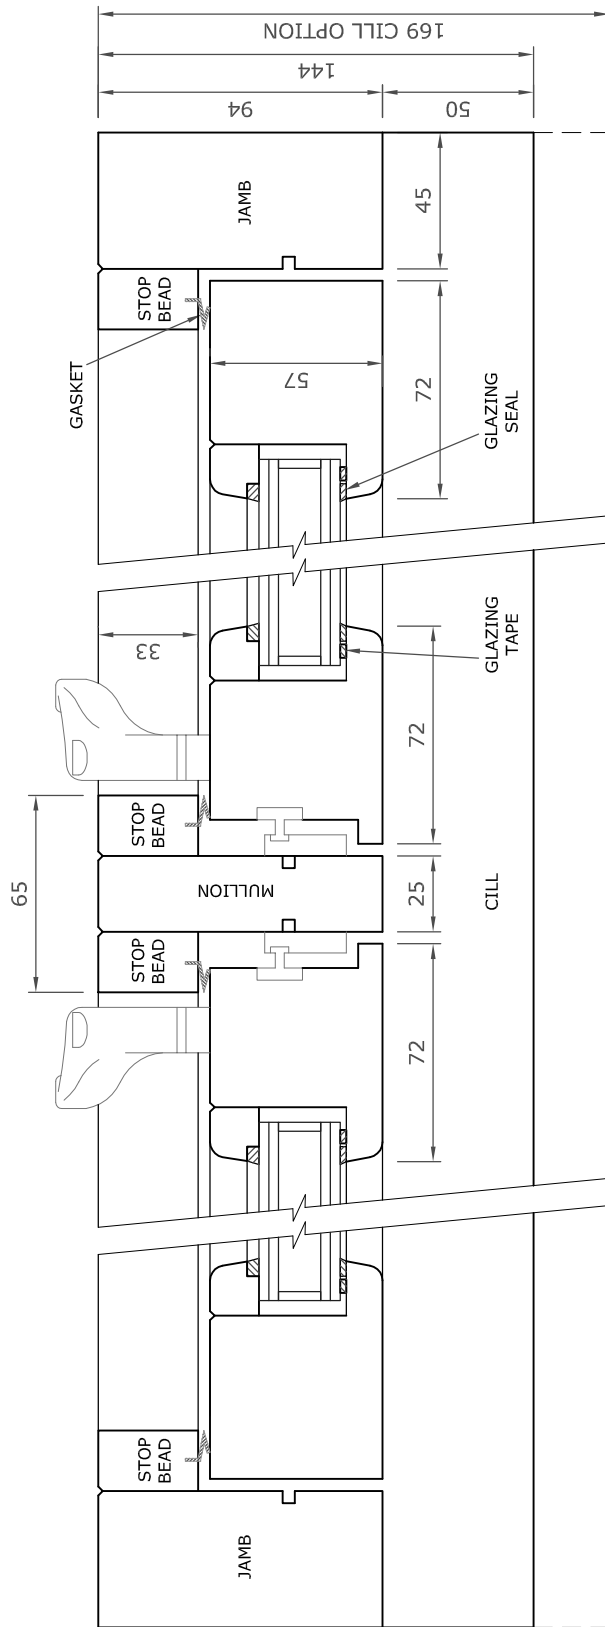 169 CILL OPTION
144
94
50
JAMB
45
STOP
BEAD
GASKET
57
72
GLAZING
SEAL
33
GLAZING
TAPE
72
STOP
BEAD
65
MULLION
25
CILL
STOP
BEAD
72
STOP
BEAD
JAMB